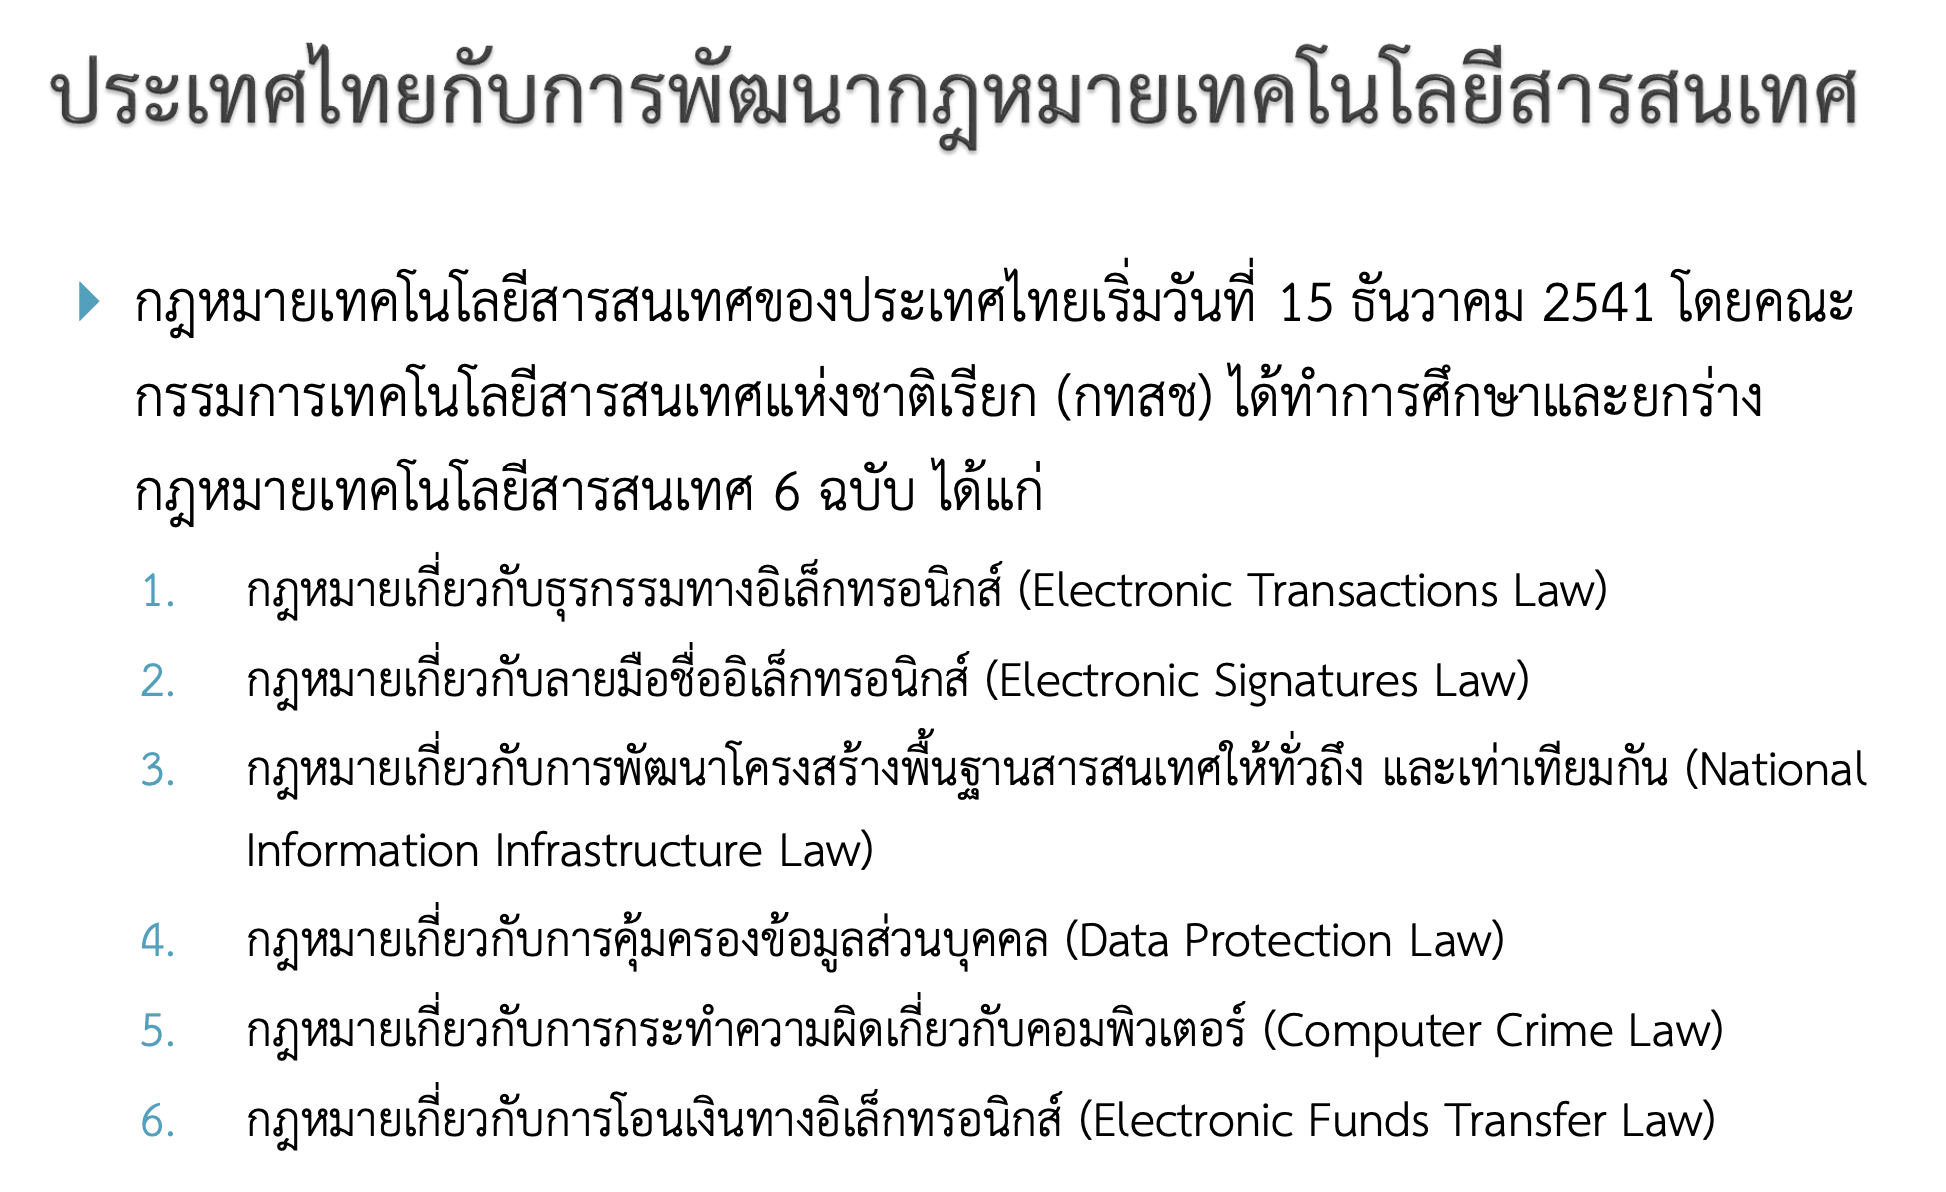 ประเทศไทยกับการพัฒนากฎหมายเทคโนโลยีสารสนเทศ
กฎหมายเทคโนโลยีสารสนเทศของประเทศไทยเริ่มวันที่ 15 ธันวาคม 2541 โดยคณะ
กรรมการเทคโนโลยีสารสนเทศแห่งชาติเรียก (กทสช) ได้ทำการศึกษาและยกร่าง
กฎหมายเทคโนโลยีสารสนเทศ 6 ฉบับ ได้แก่
1. กฎหมายเกี่ยวกับธุรกรรมทางอิเล็กทรอนิกส์ (Electronic Transactions Law)
2. กฎหมายเกี่ยวกับลายมือชื่ออิเล็กทรอนิกส์ (Electronic Signatures Law)
3. กฎหมายเกี่ยวกับการพัฒนาโครงสร้างพื้นฐานสารสนเทศให้ทั่วถึง และเท่าเทียมกัน (National
Information Infrastructure Law)
4. กฎหมายเกี่ยวกับการคุ้มครองข้อมูลส่วนบุคคล (Data Protection Law)
5. กฎหมายเกี่ยวกับการกระทำความผิดเกี่ยวกับคอมพิวเตอร์ (Computer Crime Law)
6. กฎหมายเกี่ยวกับการโอนเงินทางอิเล็กทรอนิกส์ (Electronic Funds Transfer Law)